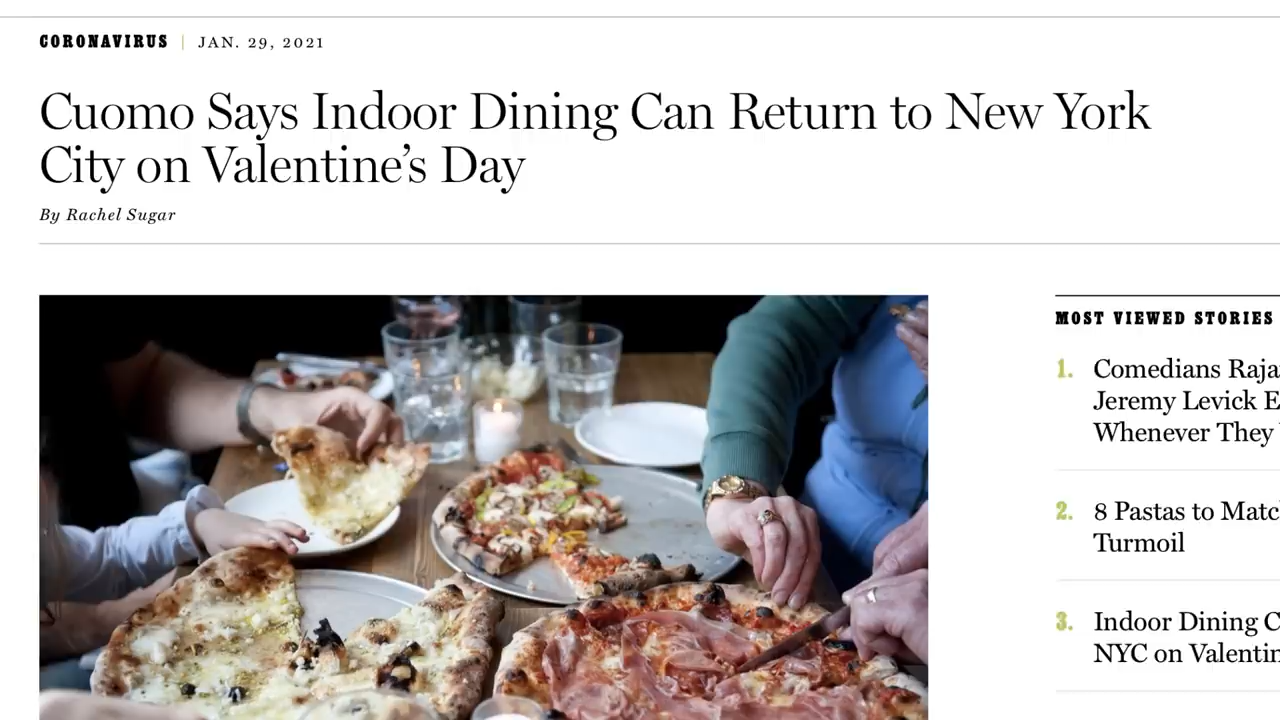 CORONAVIRUS | JAN. 29, 2021
Cuomo Says Indoor Dining Can Return to New York
City on Valentine's Day
By Rachel Sugar
MOST VIEWED STORIES
1. Comedians
Jeremy Levick
Whenever They
2. 8 Pastas to
Turmoil
3. Indoor Dining
NYC on